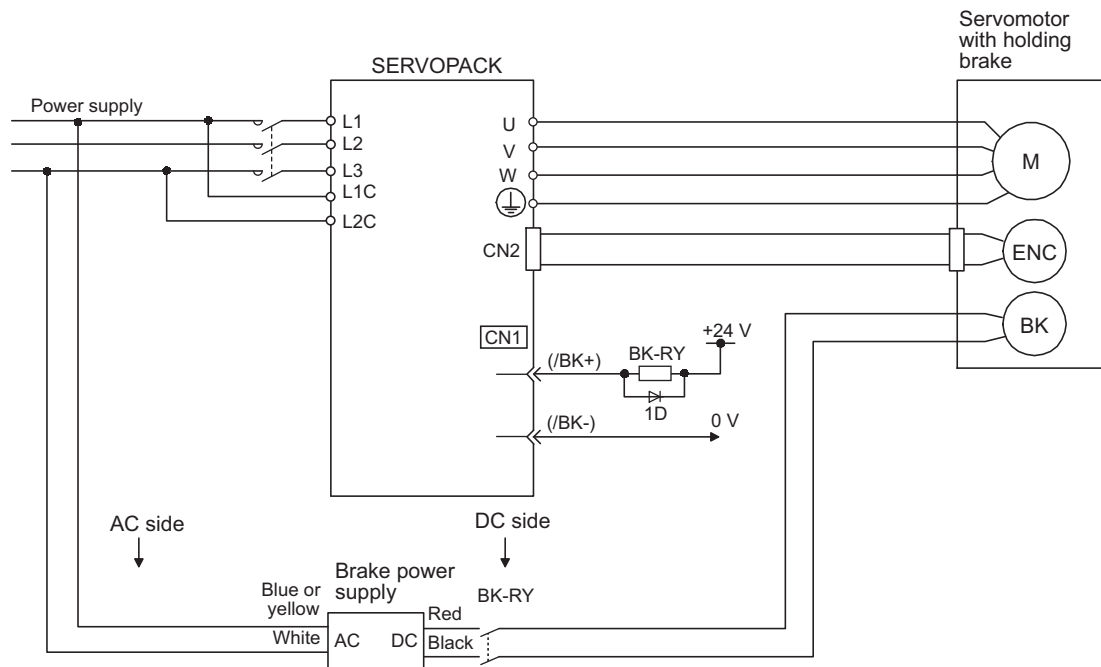 Servomotor
with holding
brake
SERVOPACK
Power supply
L1
L2
L3
L1C
L2C
U
V
W
M
CN2
ENC
CN1
BK
+24 V
(/BK+)
BK-RY
1D
(/BK-)
0 V
AC side
DC side
Brake power
supply
BK-RY
Blue or
yellow
White
AC
DC
Red
Black